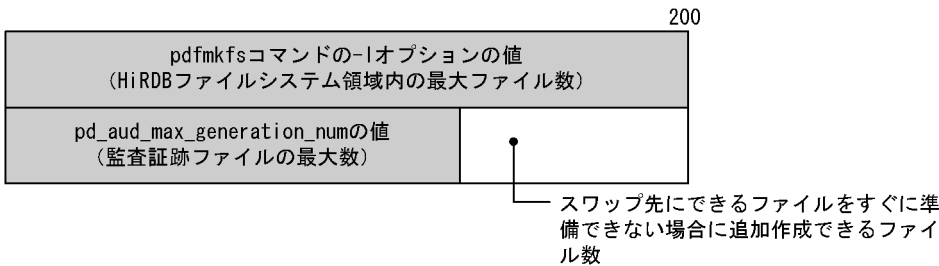 200
pdfmkfsコマンドの-lオプションの値
（HiRDBファイルシステム領域内の最大ファイル数）
pd_aud_max_generation_numの値
（監査証跡ファイルの最大数）
スワップ先にできるファイルをすぐに準
備できない場合に追加作成できるファイ
ル数